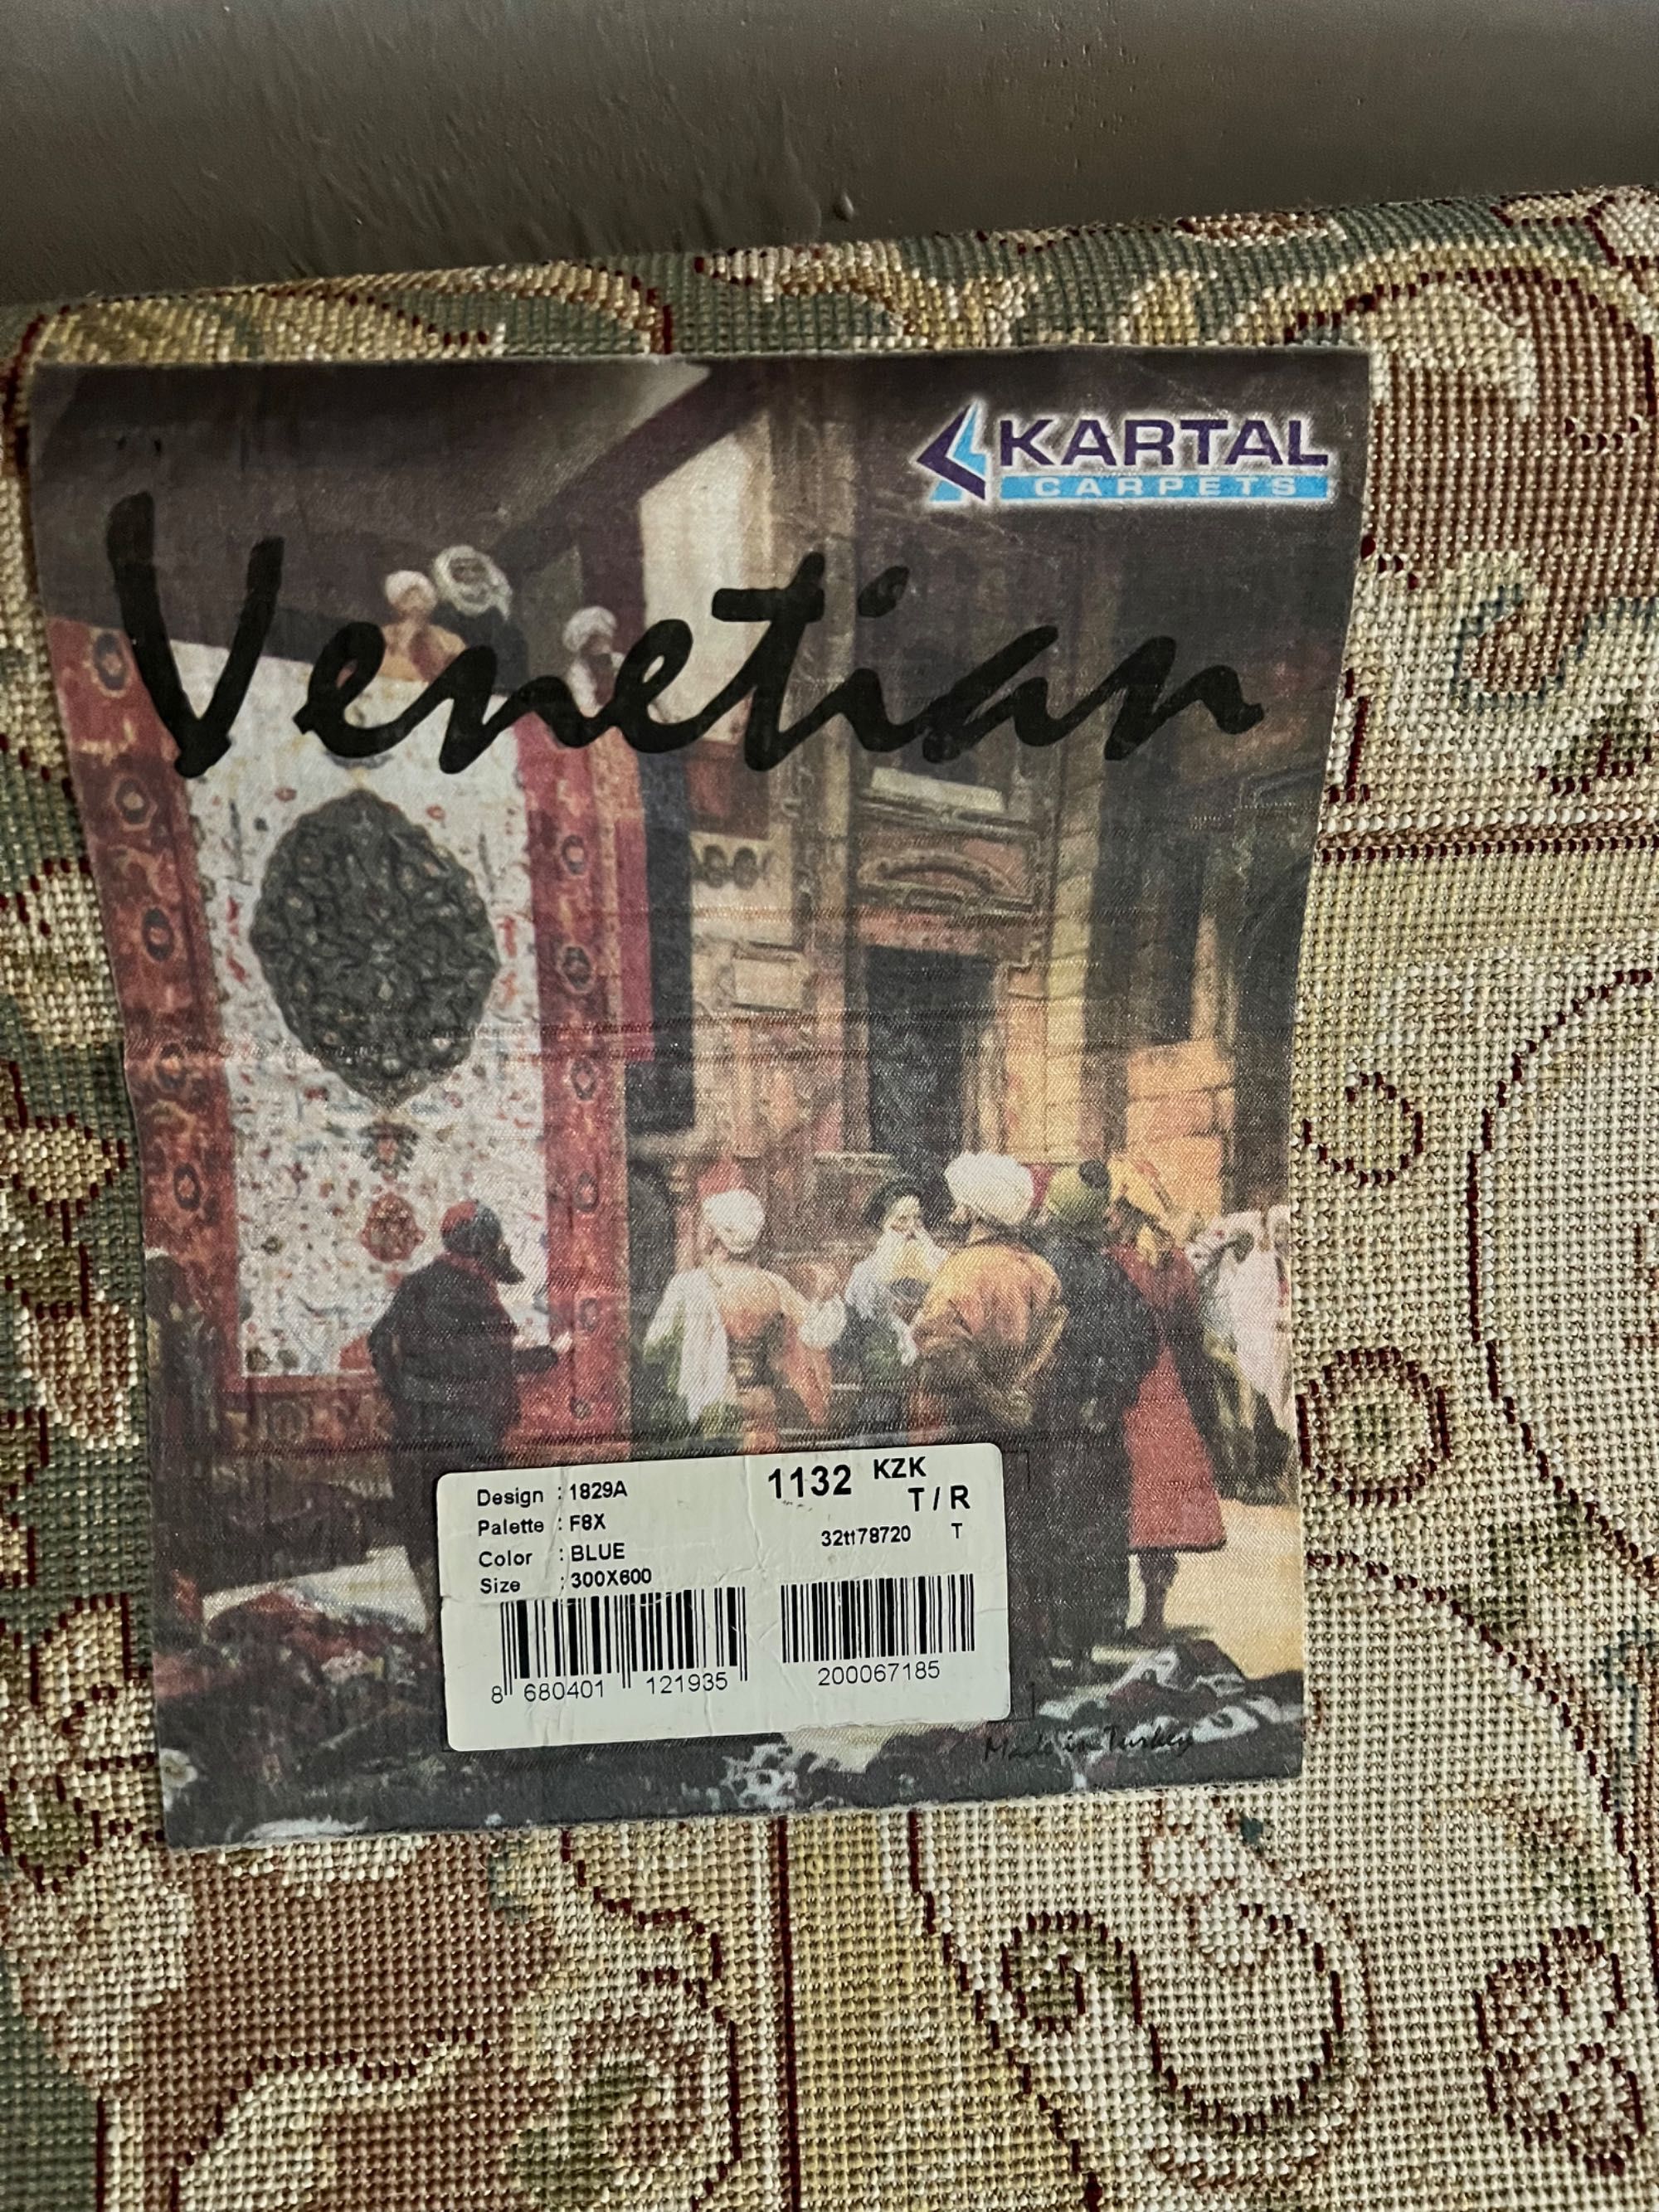 KARTAL
CARPETS
Venetian
Design : 1829A
Palette : F8X
Color : BLUE
Size : 300X600
1132 KZK
T / R
32tt78720 T
8 680401 121935
200067185
Made in Turkey